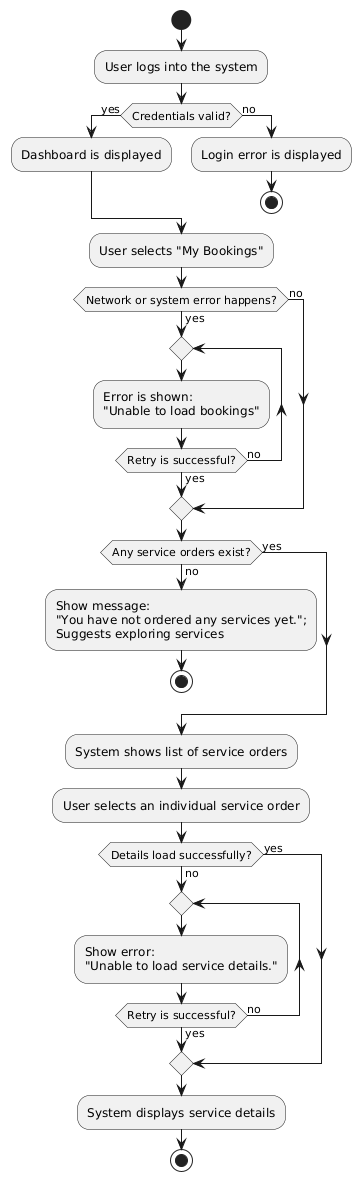 User logs into the system
yes
Credentials valid?
no
Dashboard is displayed
Login error is displayed
User selects "My Bookings"
Network or system error happens?
no
yes
Error is shown:
"Unable to load bookings"
Retry is successful?
no
yes
Any service orders exist?
yes
no
Show message:
"You have not ordered any services yet.";
Suggests exploring services
System shows list of service orders
User selects an individual service order
Details load successfully?
yes
no
Show error:
"Unable to load service details."
Retry is successful?
no
yes
System displays service details